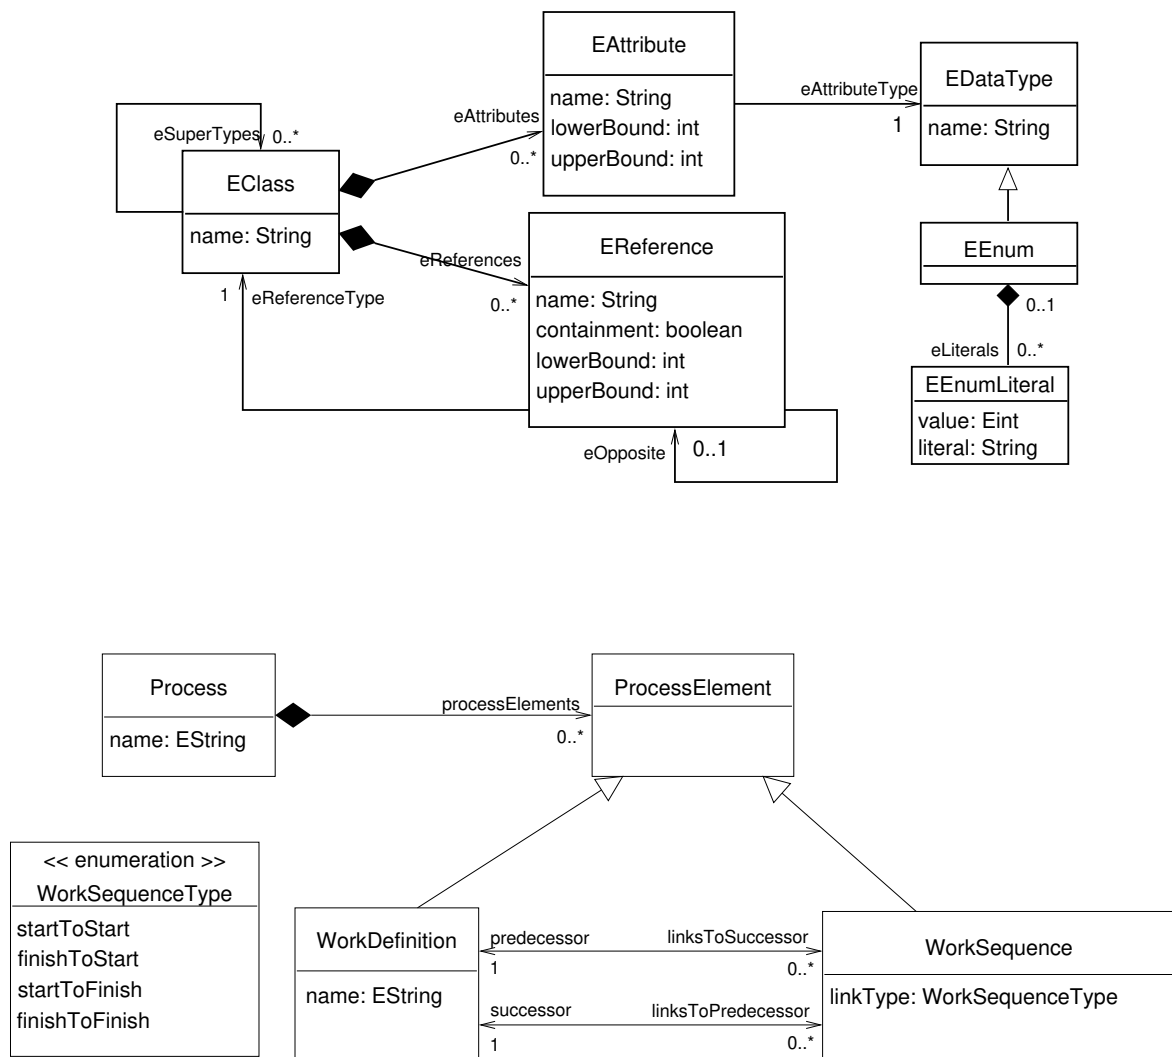 EAttribute
name: String
lowerBound: int
upperBound: int
eAttributeType
1
EDataType
name: String
eSuperTypes
0..*
eAttributes
0..*
EClass
name: String
eReferences
0..*
1
eReferenceType
EReference
name: String
containment: boolean
lowerBound: int
upperBound: int
eOpposite
0..1
EEnum
0..1
eLiterals
0..*
EEnumLiteral
value: Eint
literal: String
Process
name: EString
processElements
0..*
ProcessElement
<< enumeration >>
WorkSequenceType
startToStart
finishToStart
startToFinish
finishToFinish
WorkDefinition
name: EString
predecessor
1
linksToSuccessor
0..*
successor
1
linksToPredecessor
0..*
WorkSequence
linkType: WorkSequenceType